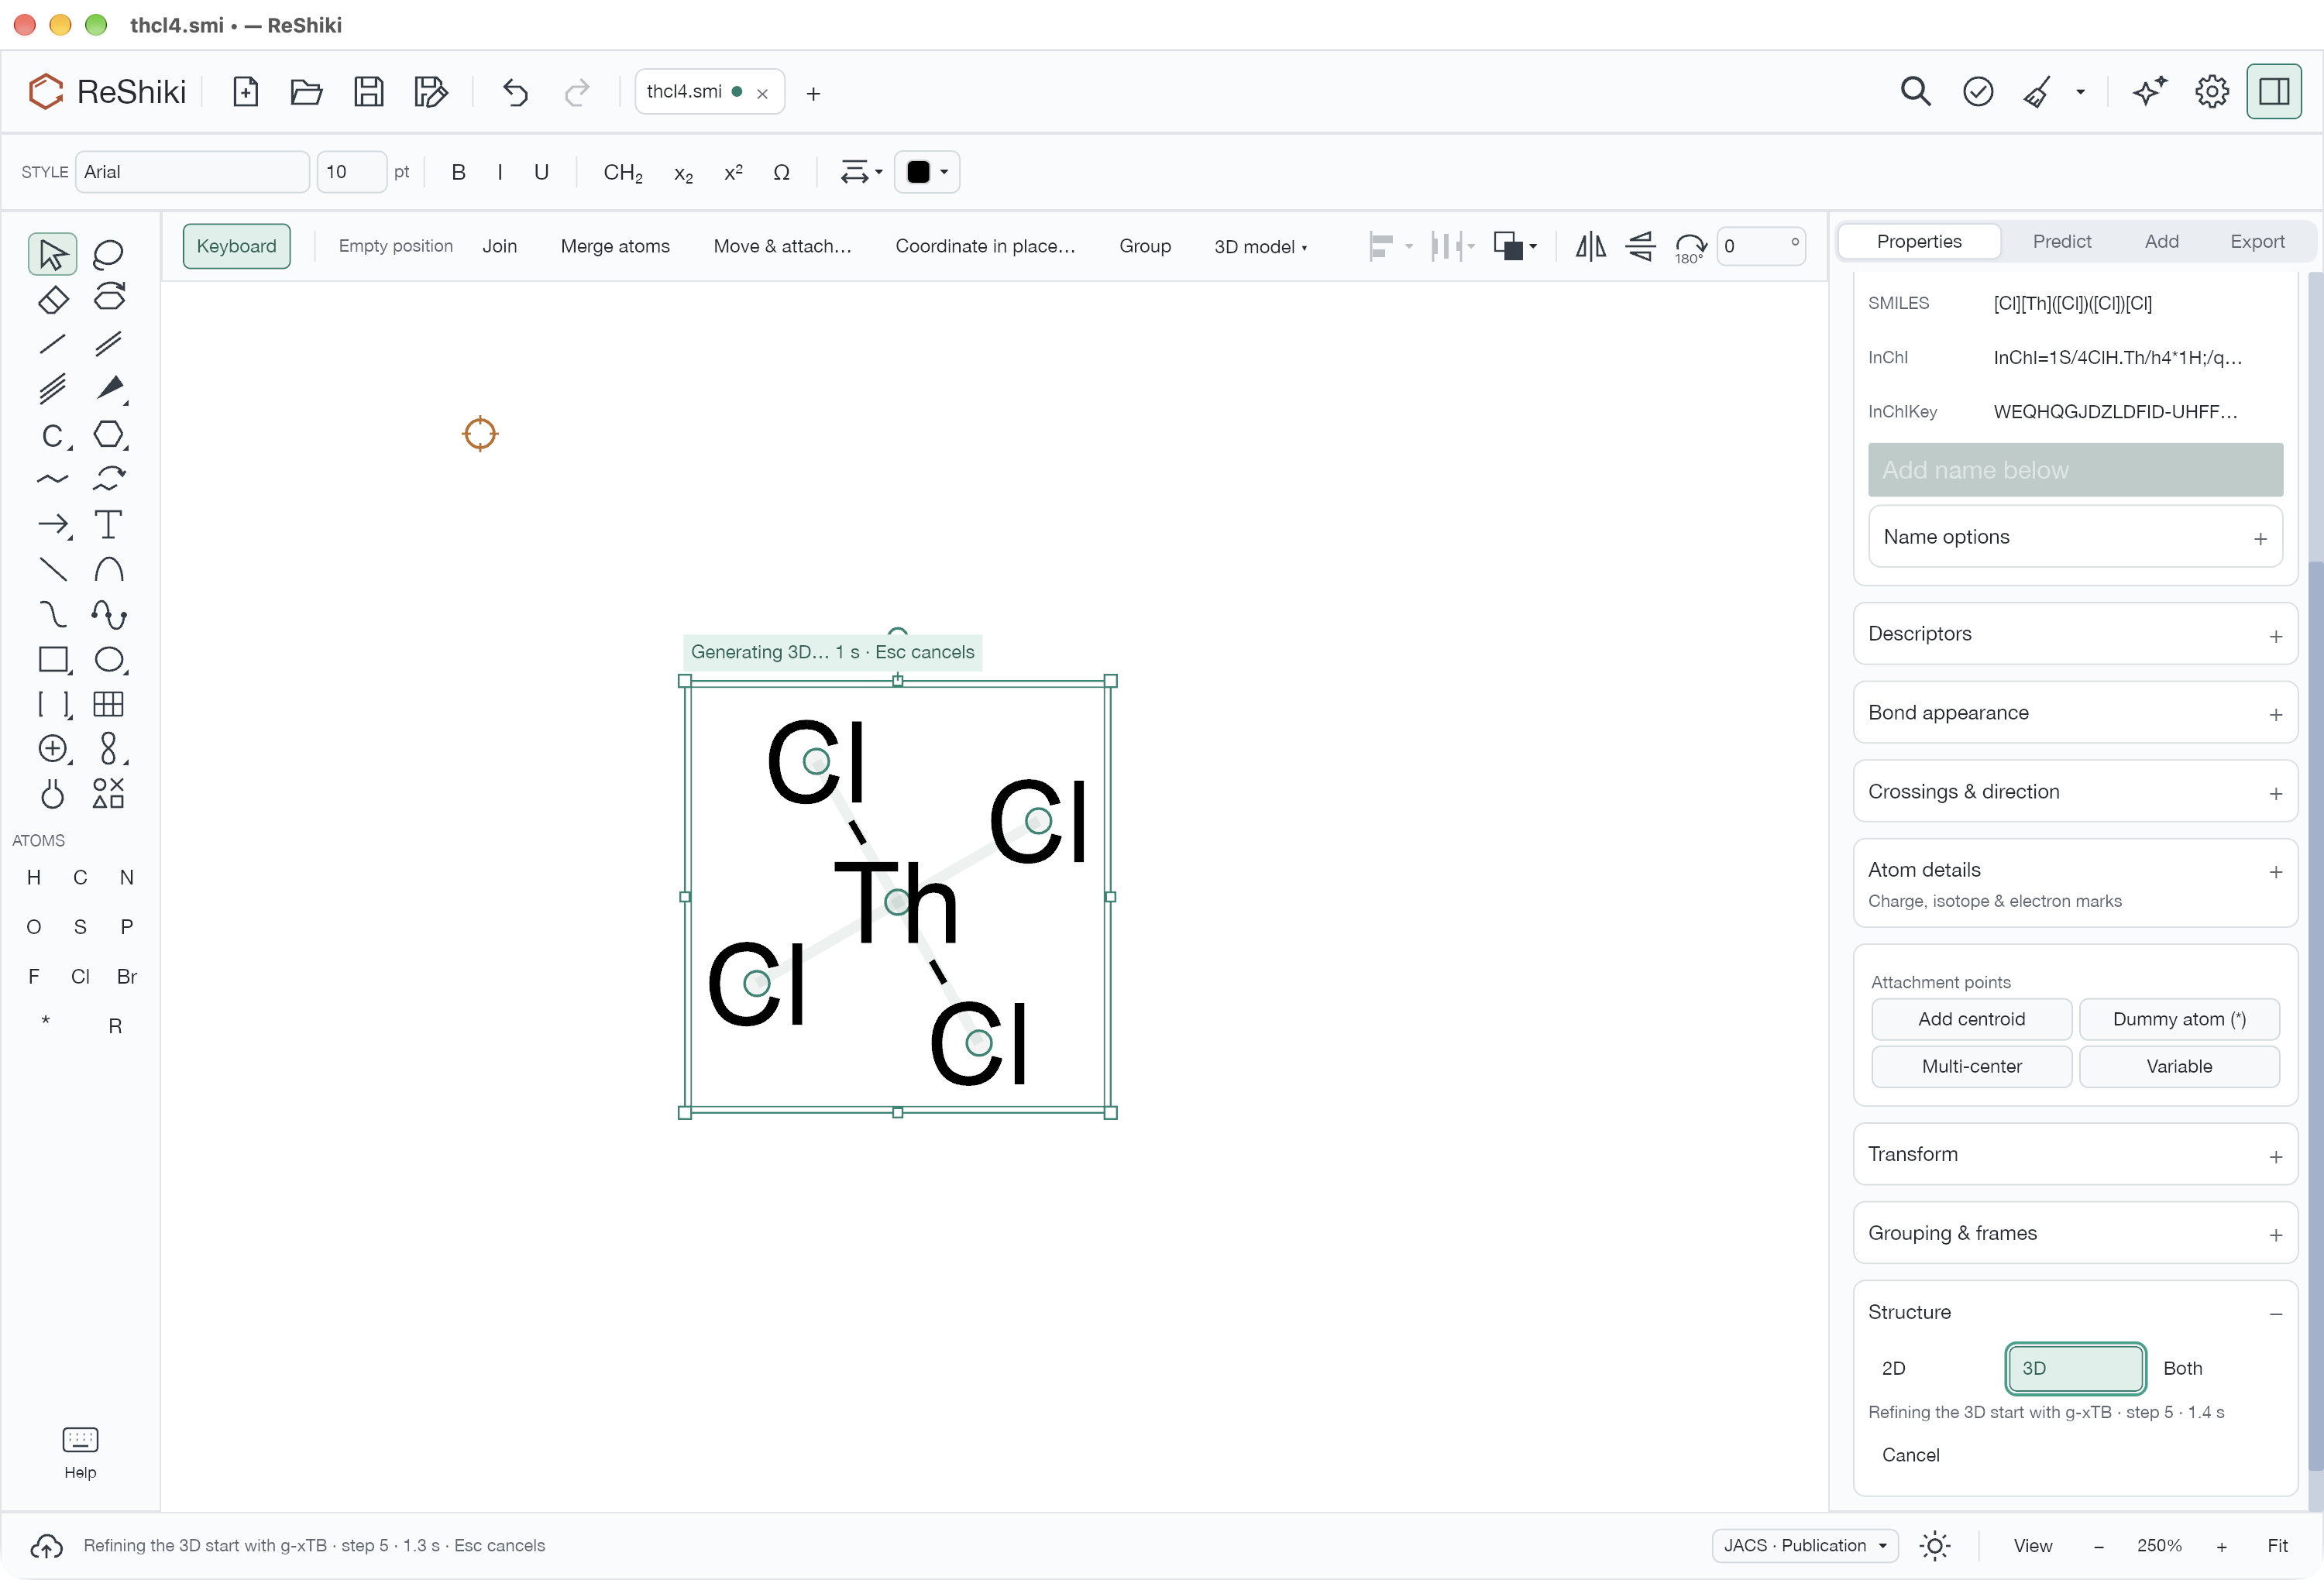 thcl4.smi • — ReShiki
ReShiki
thcl4.smi
STYLE Arial 10 pt B I U CH₂ x₂ x² Ω
Keyboard Empty position Join Merge atoms Move & attach... Coordinate in place... Group 3D model 180° 0 °
Properties Predict Add Export
SMILES [Cl][Th]([Cl])([Cl])[Cl]
InChI InChI=1S/4ClH.Th/h4*1H;/q...
InChIKey WEQHQGJDZLDFID-UHFF...
Add name below
Name options
Descriptors
Bond appearance
Crossings & direction
Atom details
Charge, isotope & electron marks
Attachment points
Add centroid Dummy atom (*)
Multi-center Variable
Transform
Grouping & frames
Structure
2D 3D Both
Refining the 3D start with g-xTB · step 5 · 1.4 s
Cancel
C
T
ATOMS
H C N
O S P
F Cl Br
* R
Help
Generating 3D... 1 s · Esc cancels
Cl
Cl
Th
Cl
Cl
Refining the 3D start with g-xTB · step 5 · 1.3 s · Esc cancels
JACS · Publication View − 250% + Fit